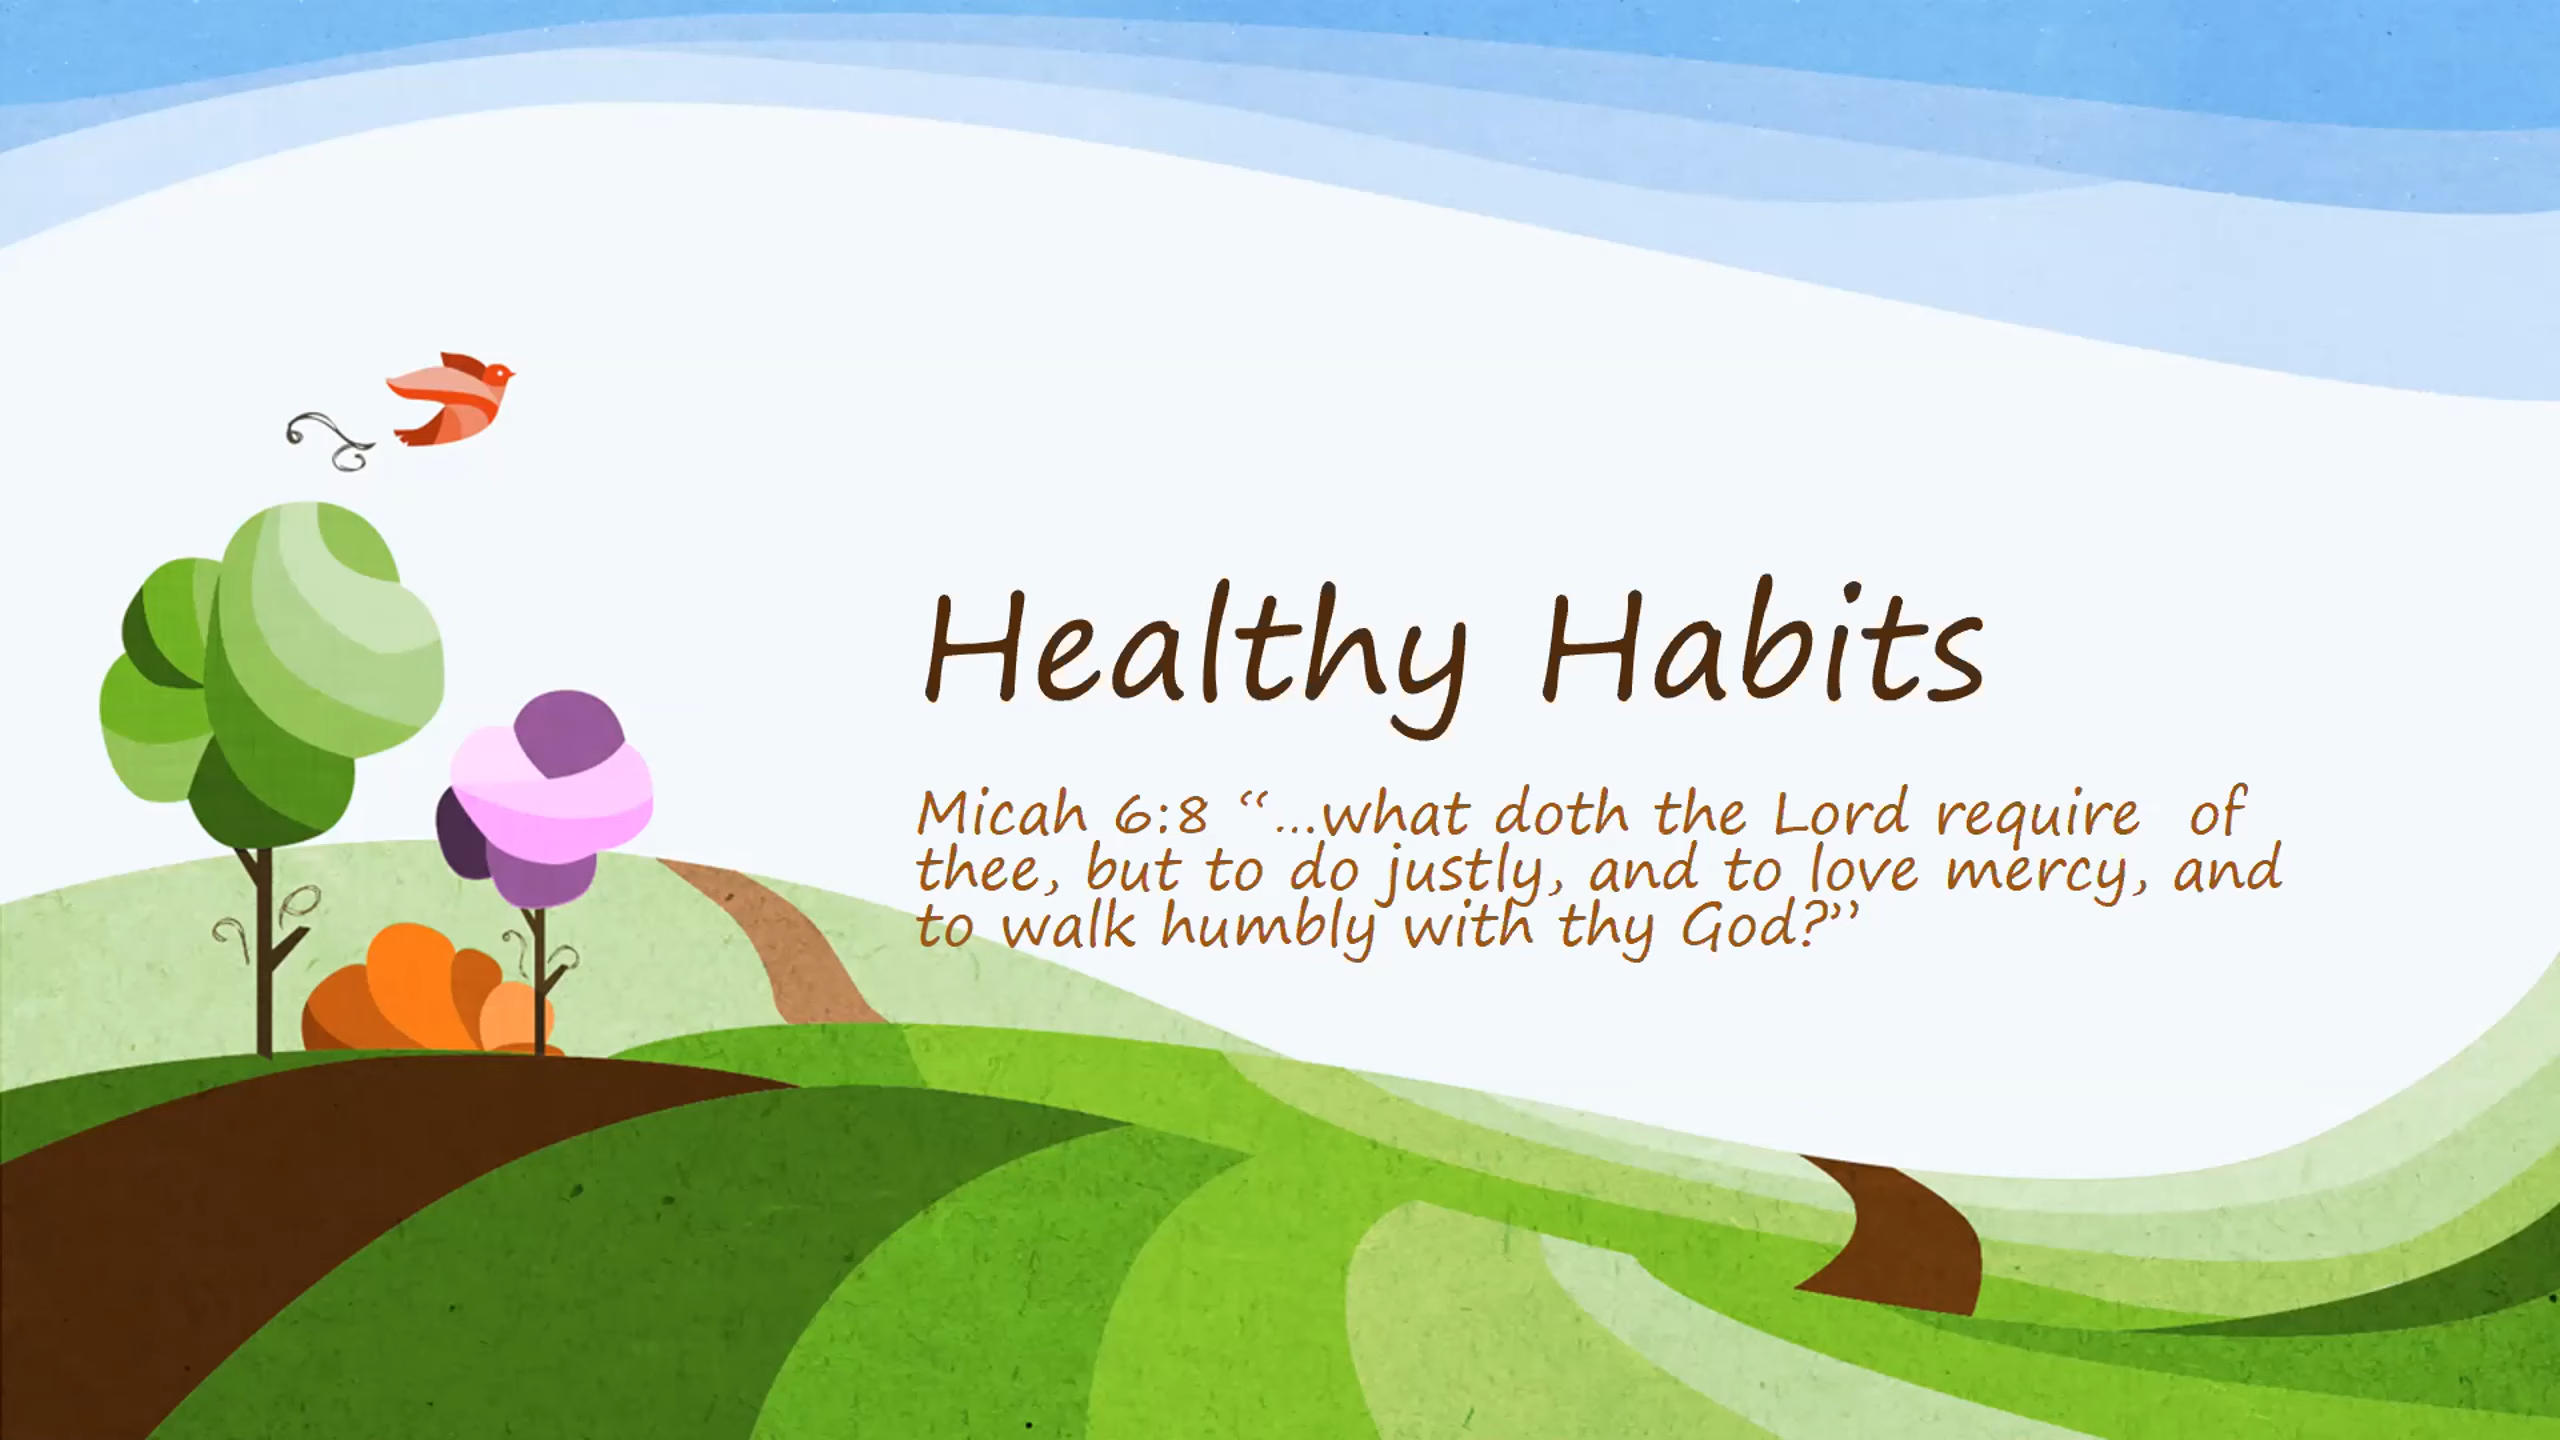 Healthy Habits
Micah 6:8 “...what doth the Lord require  of
thee, but to do justly, and to love mercy, and
to walk humbly with thy God?”